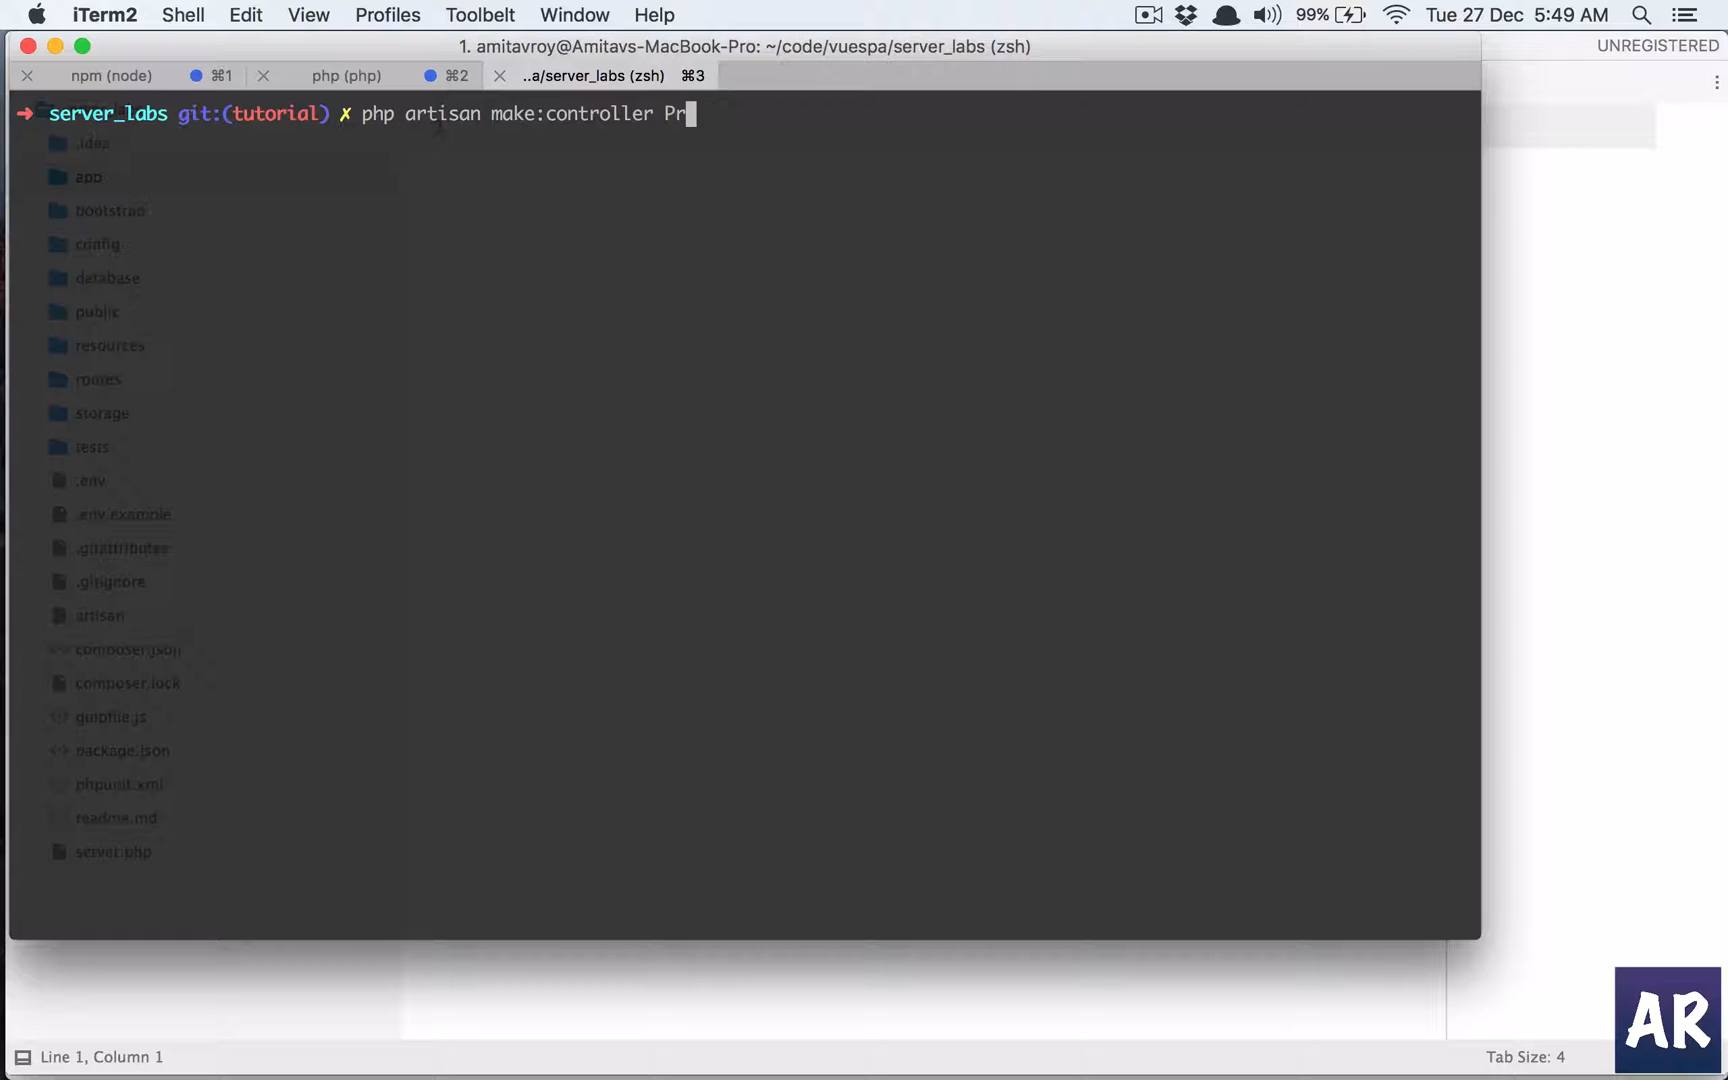 iTerm2 Shell Edit View Profiles Toolbelt Window Help 99% Tue 27 Dec 5:49 AM
1. amitavroy@Amitavs-MacBook-Pro: ~/code/vuespa/server_labs (zsh)
UNREGISTERED
npm (node) ⌘1 php (php) ⌘2 ..a/server_labs (zsh) ⌘3
➜ server_labs git:(tutorial) ✗ php artisan make:controller Pr
.idea
app
bootstrap
config
database
public
resources
routes
storage
tests
.env
.env.example
.gitattributes
.gitignore
artisan
composer.json
composer.lock
gulpfile.js
package.json
phpunit.xml
readme.md
server.php
AR
Line 1, Column 1
Tab Size: 4